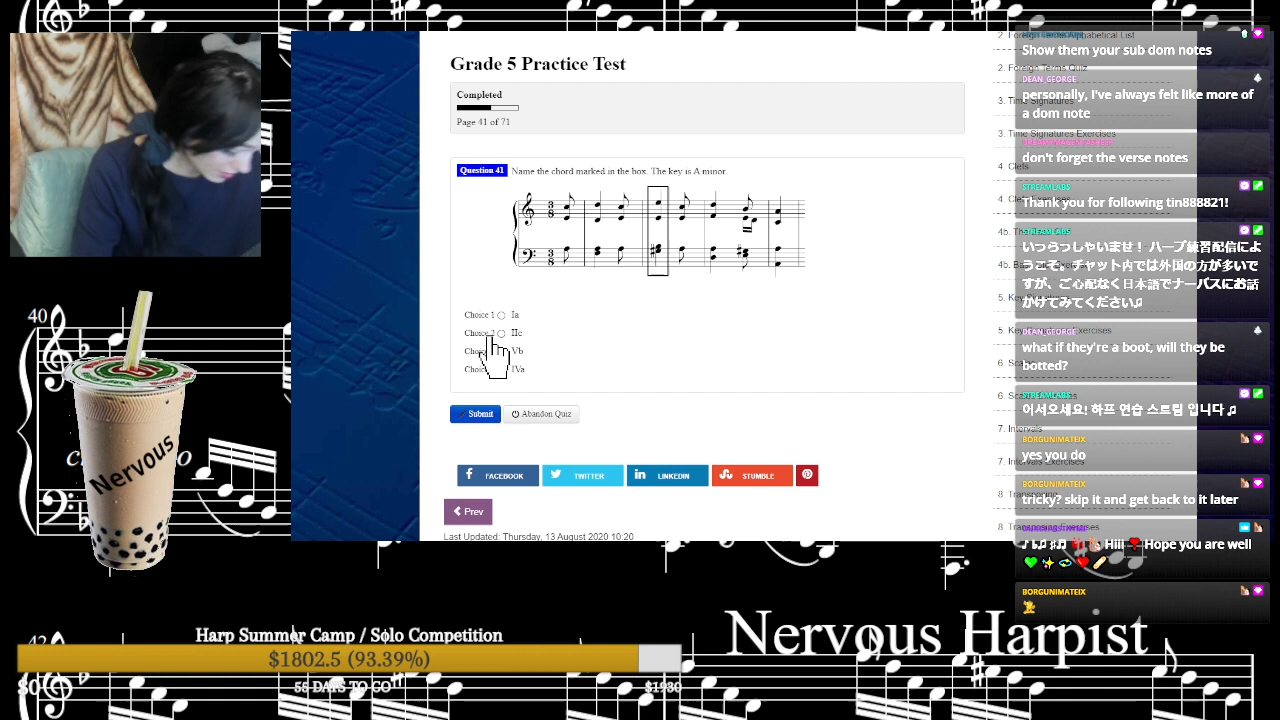 Grade 5 Practice Test
Completed
Page 41 of 71
Question 41 Name the chord marked in the box. The key is A minor.
Choice 1 Ia
Choice 2 IIc
Vb
Choice IVa
Submit
Abandon Quiz
FACEBOOK
TWITTER
LINKEDIN
STUMBLE
Prev
Last Updated: Thursday, 13 August 2020 10:20
2. Foreign Terms Quiz
3. Time Signatures Exercises
4. Clefs
7. Intervals
7. Intervals Exercises
8. Transposing Exercises
Show them your sub dom notes
DEAN_GEORGE
personally, I've always felt like more of
a dom note
don't forget the verse notes
STREAMLABS
Thank you for following tin888821!
STREAMLABS
いっらっしゃいませ！ ハープ練習配信によ
うこそ、チャット内では外国の方が多いで
すが、ご心配なく日本語でナーバスにお話
かけてみてください♫
DEAN_GEORGE
what if they're a boot, will they be
botted?
STREAMLABS
어서오세요! 하프 연습 스트림 입니다 ♫
BORGUNIMATEIX
yes you do
BORGUNIMATEIX
tricky? skip it and get back to it later
Hiii Hope you are well
BORGUNIMATEIX
40
Nervous
42
Harp Summer Camp / Solo Competition
$1802.5 (93.39%)
$0
55 DAYS TO GO
$1930
Nervous Harpist